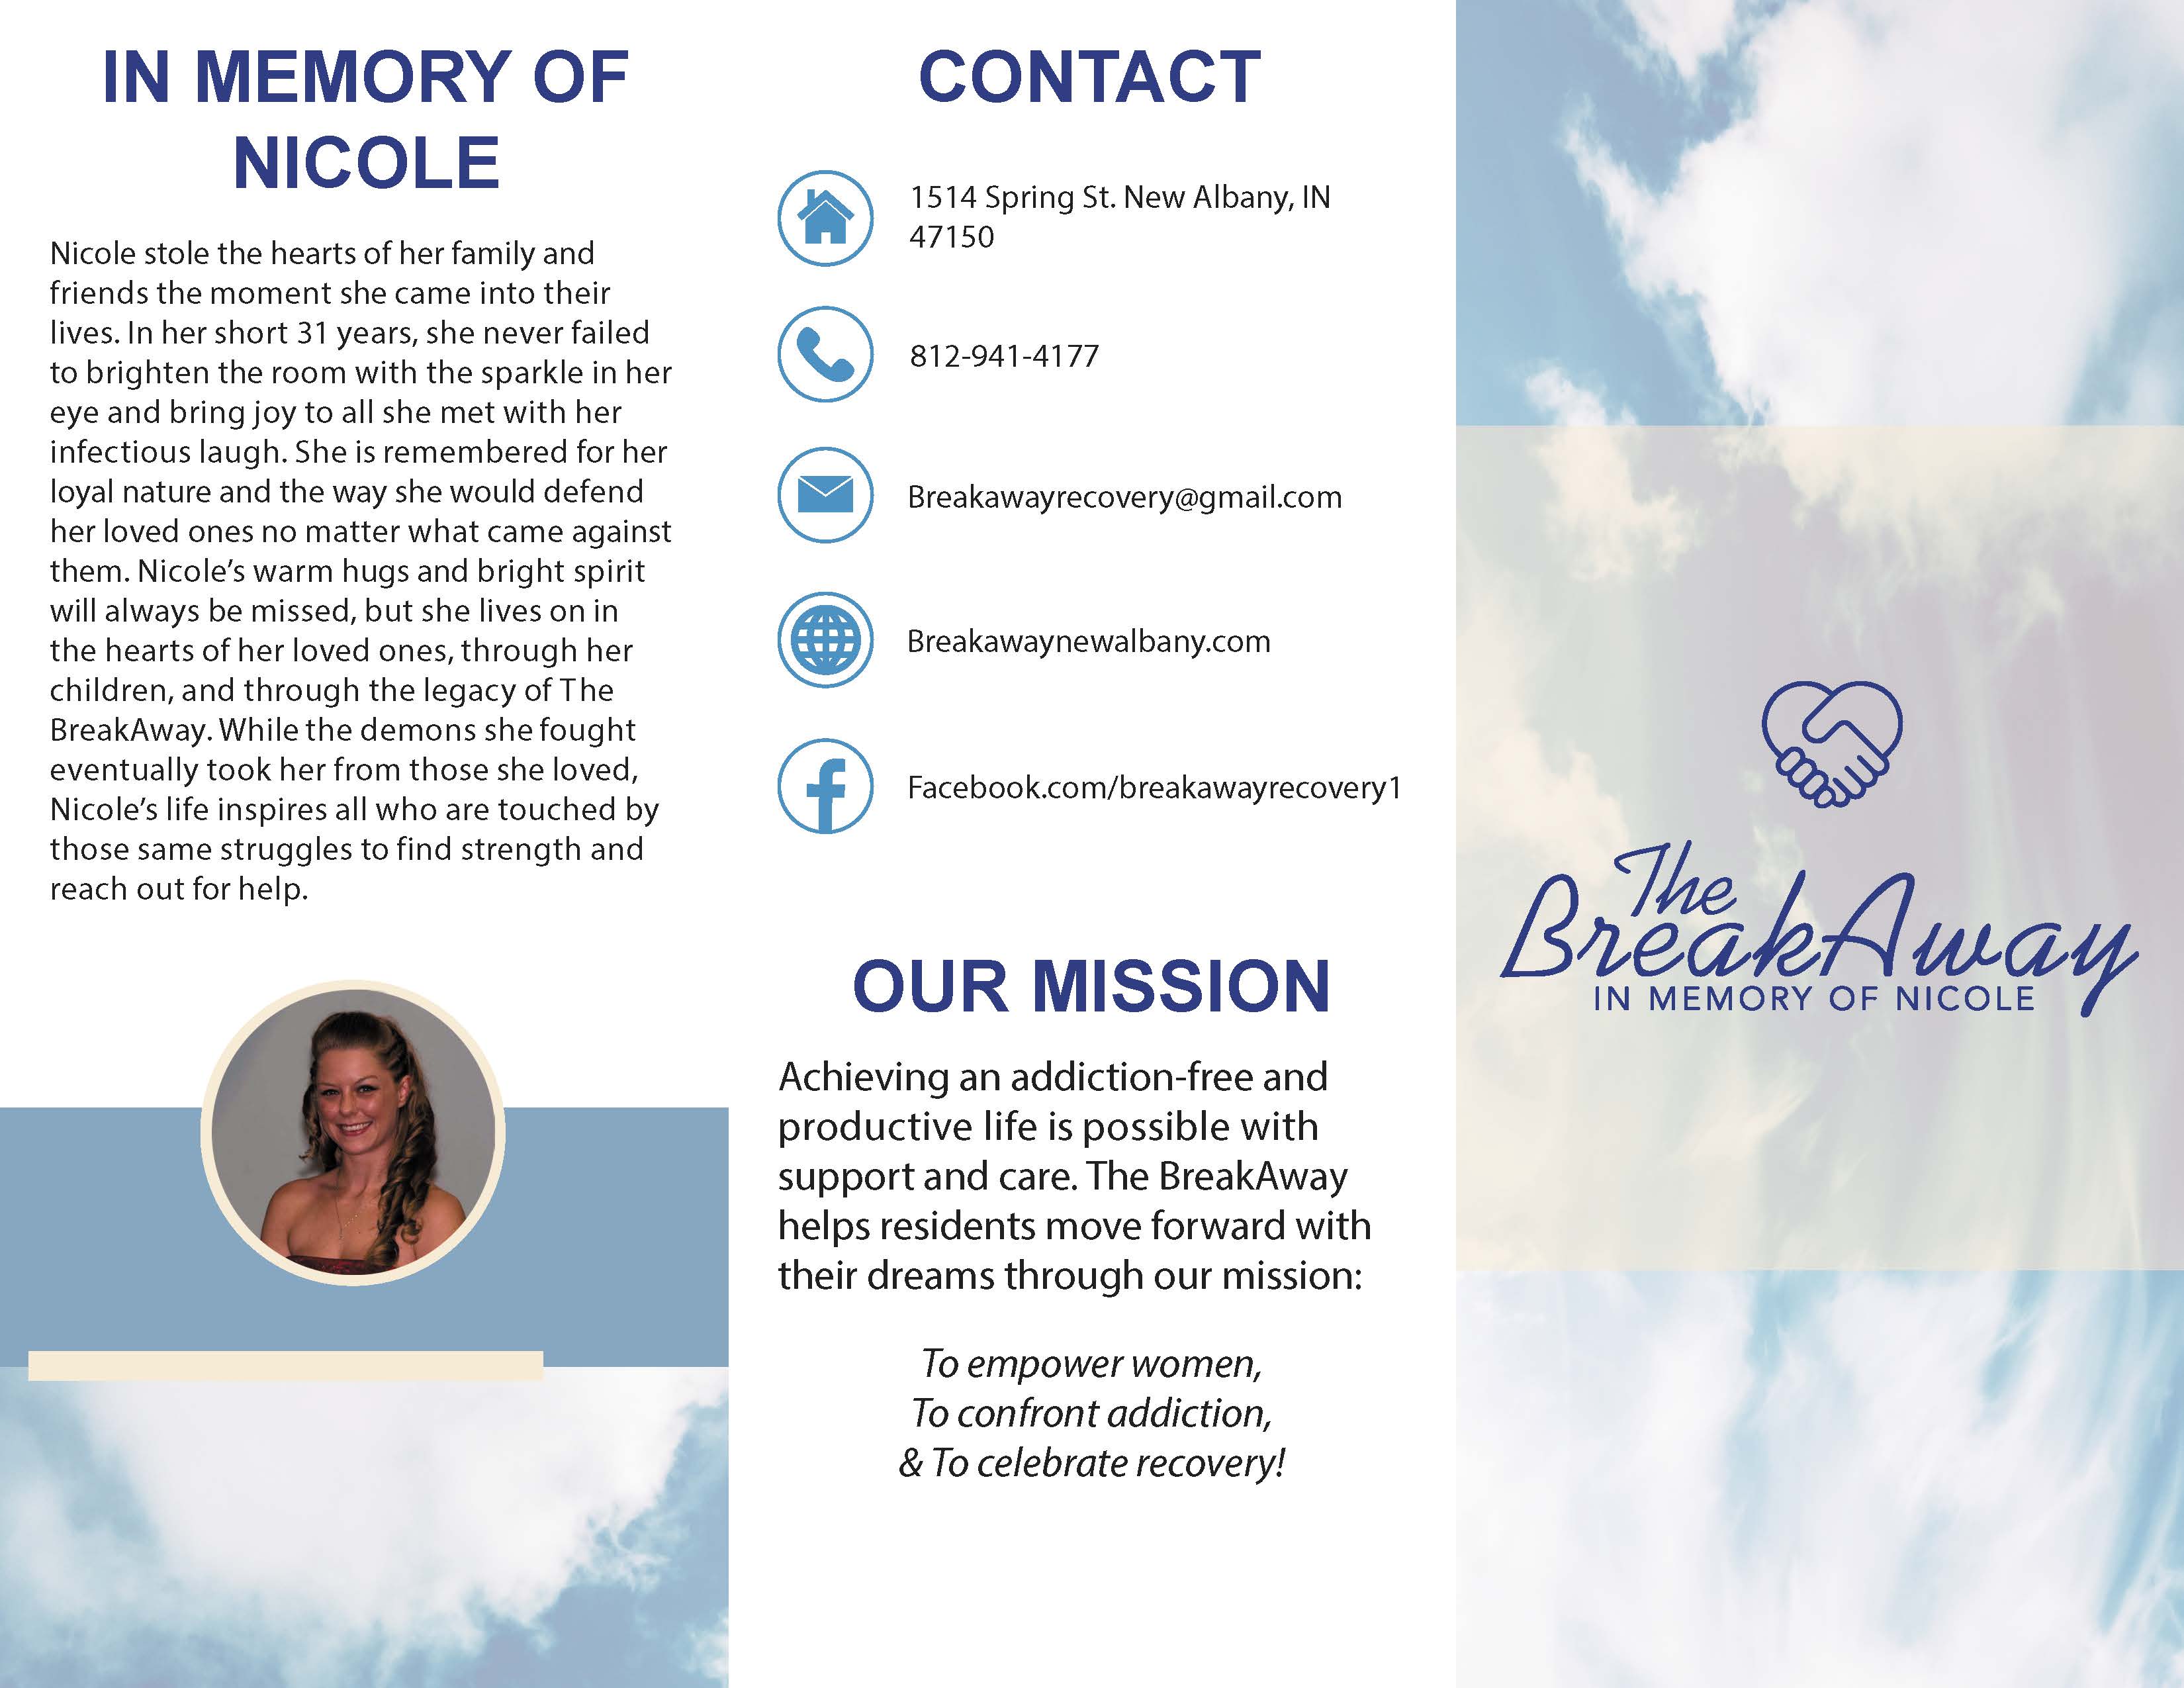 IN MEMORY OF
NICOLE
Nicole stole the hearts of her family and
friends the moment she came into their
lives. In her short 31 years, she never failed
to brighten the room with the sparkle in her
eye and bring joy to all she met with her
infectious laugh. She is remembered for her
loyal nature and the way she would defend
her loved ones no matter what came against
them. Nicole’s warm hugs and bright spirit
will always be missed, but she lives on in
the hearts of her loved ones, through her
children, and through the legacy of The
BreakAway. While the demons she fought
eventually took her from those she loved,
Nicole’s life inspires all who are touched by
those same struggles to find strength and
reach out for help.
CONTACT
1514 Spring St. New Albany, IN
47150
812-941-4177
Breakawayrecovery@gmail.com
Breakawaynewalbany.com
Facebook.com/breakawayrecovery1
OUR MISSION
Achieving an addiction-free and
productive life is possible with
support and care. The BreakAway
helps residents move forward with
their dreams through our mission:
To empower women,
To confront addiction,
& To celebrate recovery!
The
BreakAway
IN MEMORY OF NICOLE